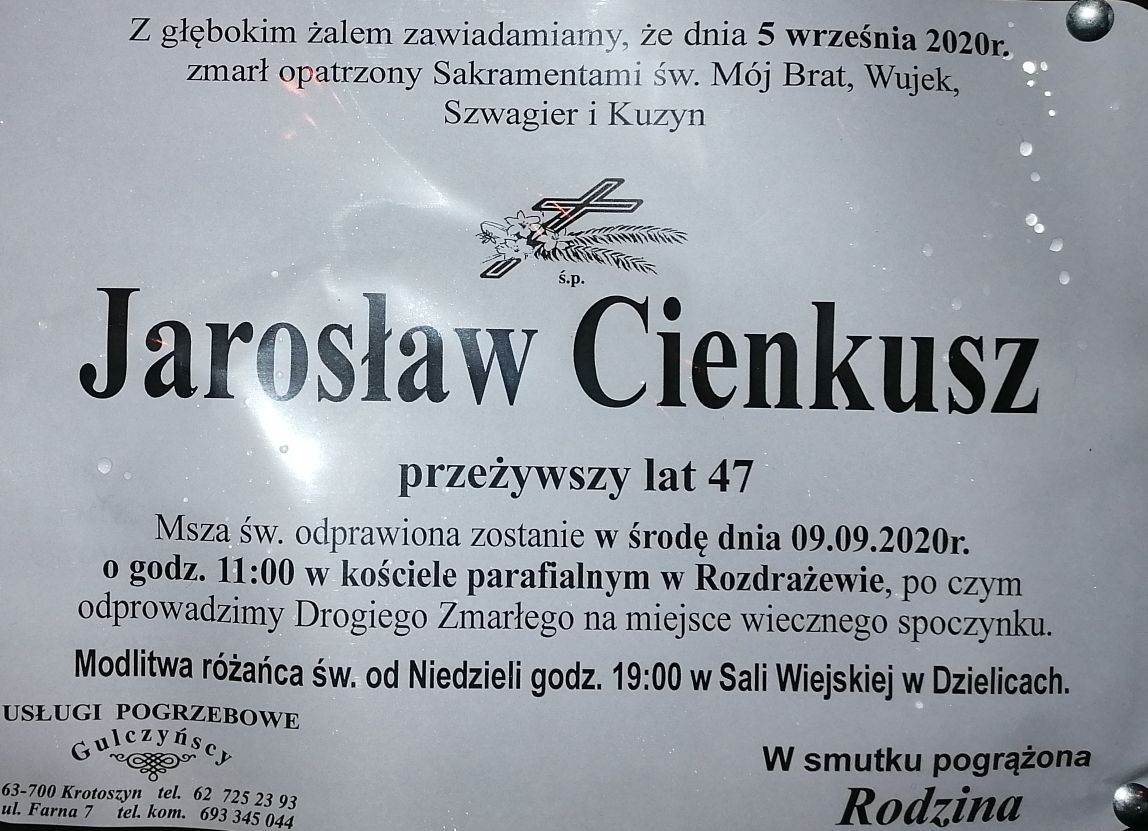 Z głębokim żalem zawiadamiamy, że dnia 5 września 2020r.
zmarł opatrzony Sakramentami św. Mój Brat, Wujek,
Szwagier i Kuzyn
ś.p.
Jarosław Cienkusz
przeżywszy lat 47
Msza św. odprawiona zostanie w środę dnia 09.09.2020r.
o godz. 11:00 w kościele parafialnym w Rozdrażewie, po czym
odprowadzimy Drogiego Zmarłego na miejsce wiecznego spoczynku.
Modlitwa różańca św. od Niedzieli godz. 19:00 w Sali Wiejskiej w Dzielicach.
USŁUGI POGRZEBOWE
Gulczyńscy
63-700 Krotoszyn tel. 62 725 23 93
ul. Farna 7 tel. kom. 693 345 044
W smutku pogrążona
Rodzina